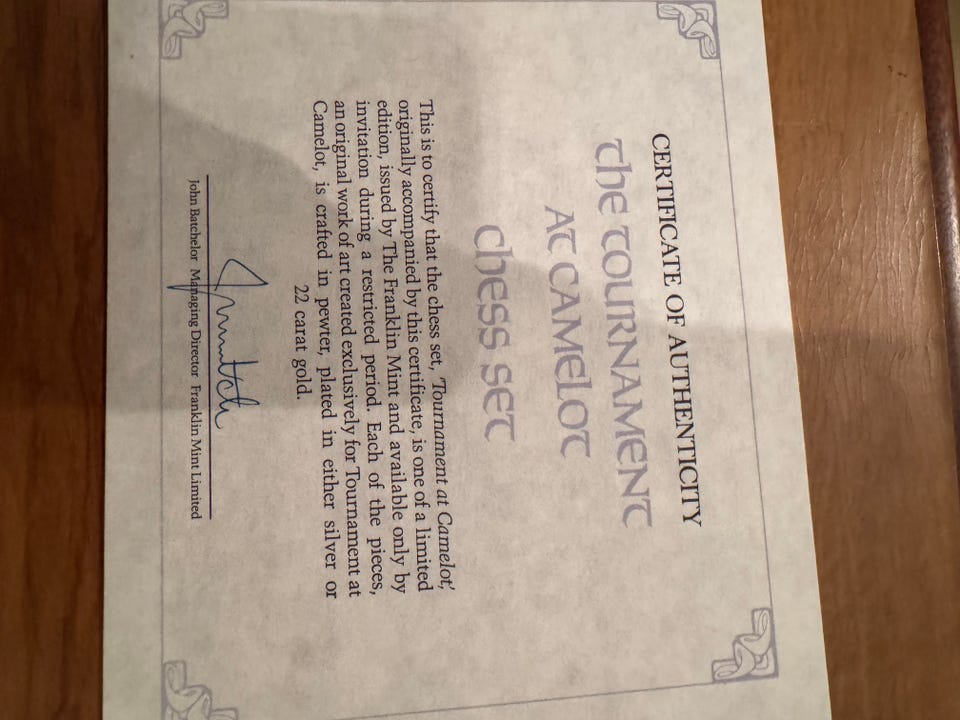 CERTIFICATE OF AUTHENTICITY
THE TOURNAMENT
AT CAMELOT
CHESS SET
This is to certify that the chess set, 'Tournament at Camelot,'
originally accompanied by this certificate, is one of a limited
edition, issued by The Franklin Mint and available only by
invitation during a restricted period. Each of the pieces,
an original work of art created exclusively for Tournament at
Camelot, is crafted in pewter, plated in either silver or
22 carat gold.
John Batchelor Managing Director Franklin Mint Limited